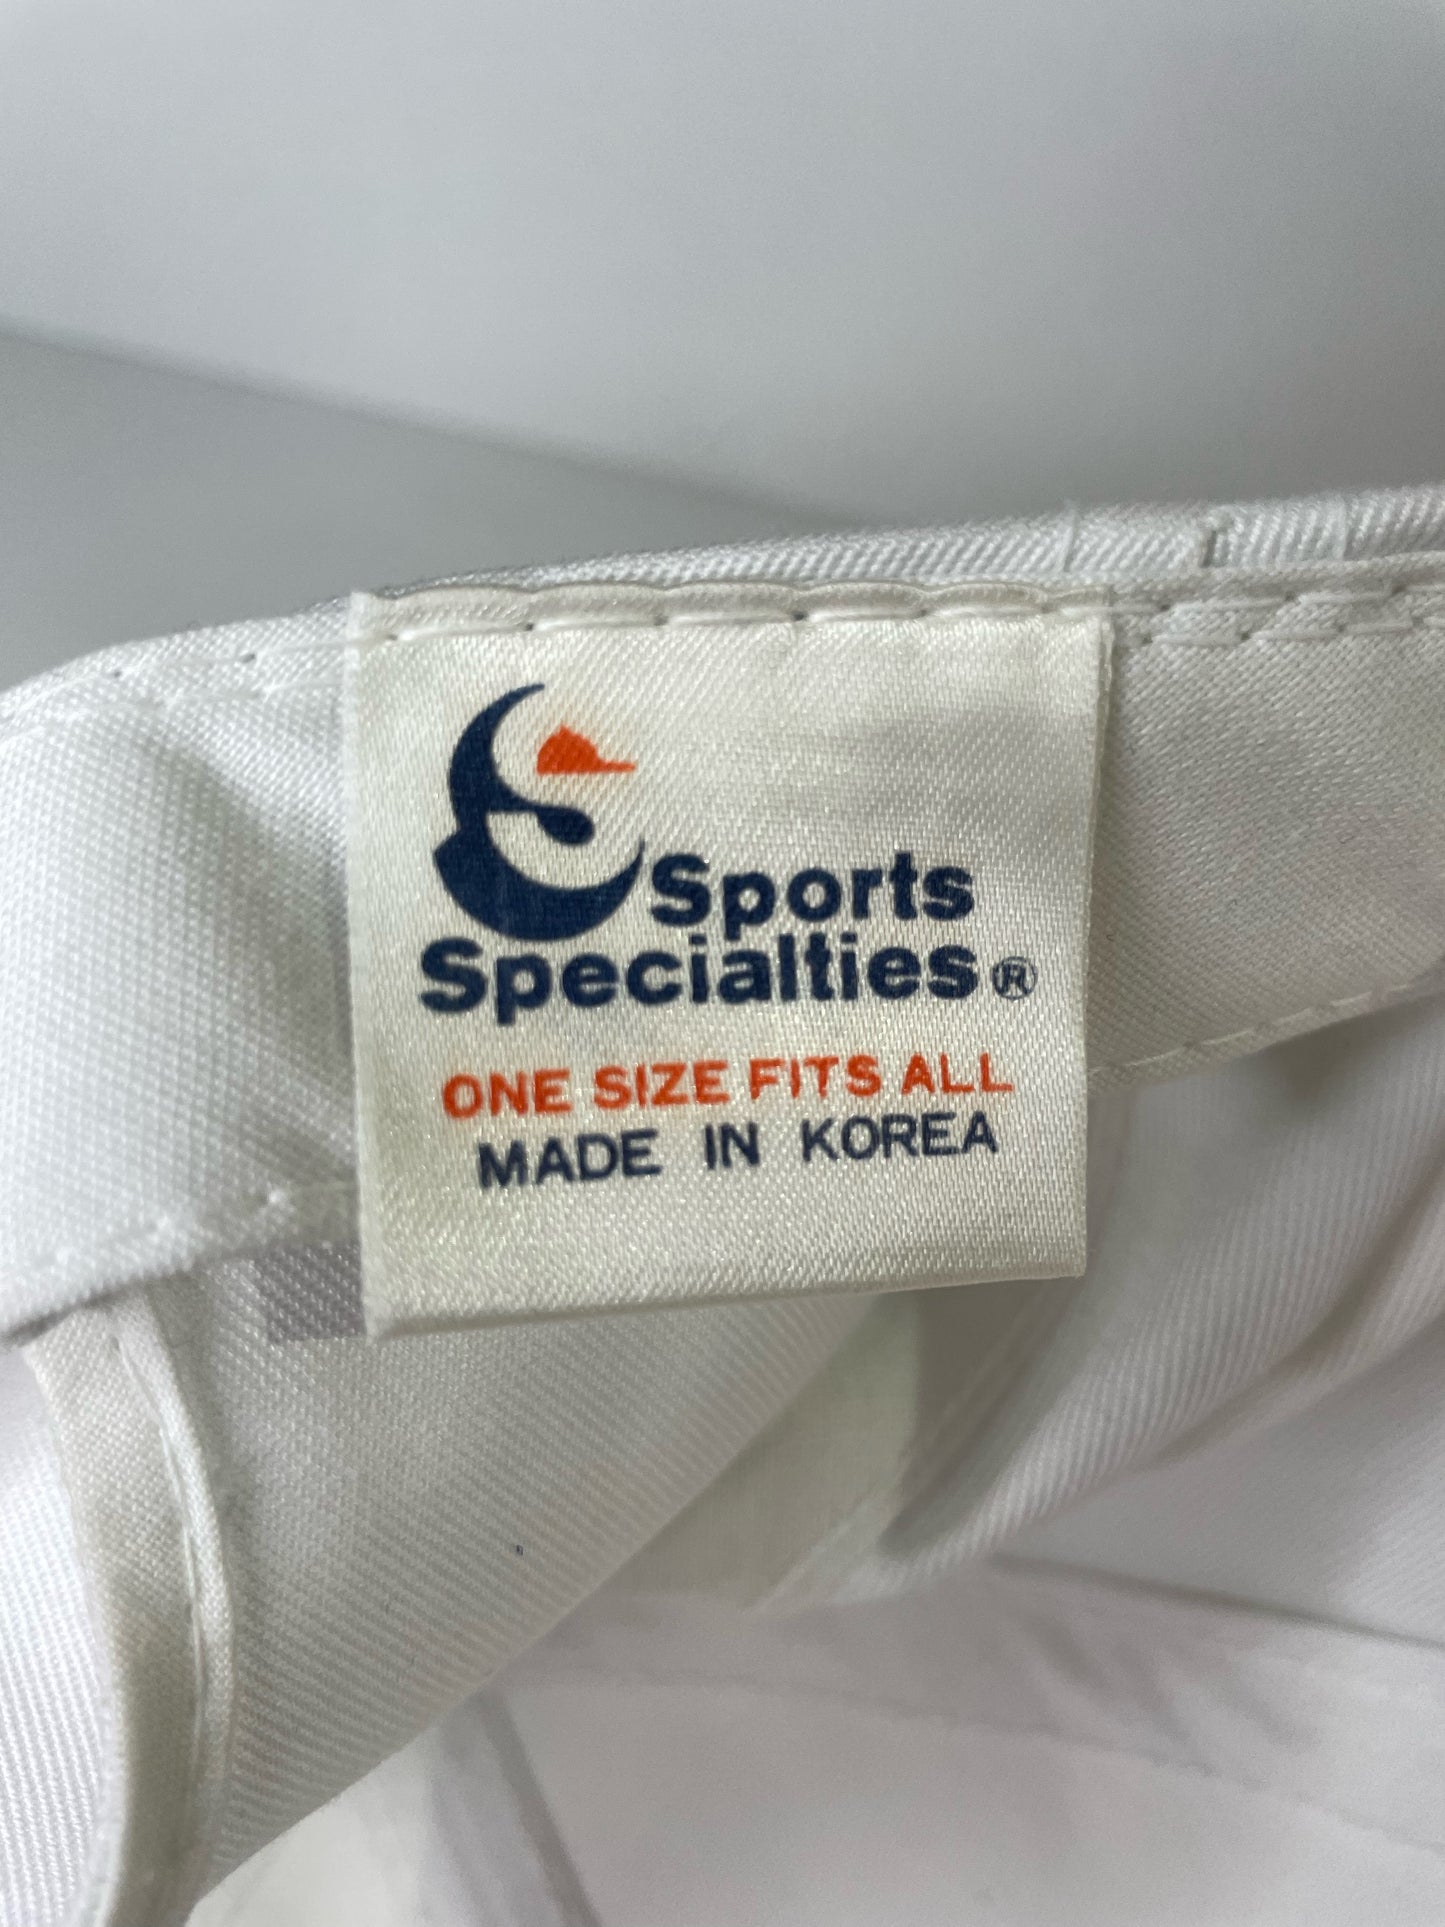 Sports
Specialties®
ONE SIZE FITS ALL
MADE IN KOREA